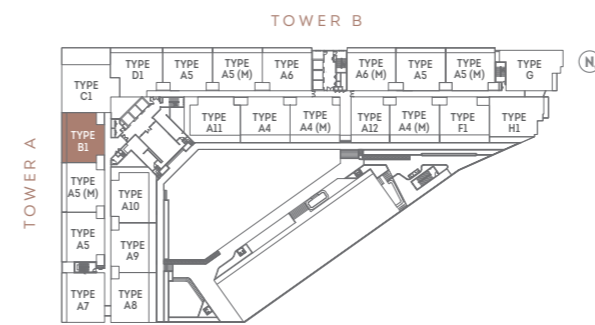 TOWER B
TYPE
D1
TYPE
A5
TYPE
A5 (M)
TYPE
A6
TYPE
A6 (M)
TYPE
A5
TYPE
A5 (M)
TYPE
G
N
TYPE
C1
TYPE
A11
TYPE
A4
TYPE
A4 (M)
TYPE
A12
TYPE
A4 (M)
TYPE
F1
TYPE
H1
TOWER A
TYPE
B1
TYPE
A5 (M)
TYPE
A10
TYPE
A5
TYPE
A9
TYPE
A7
TYPE
A8